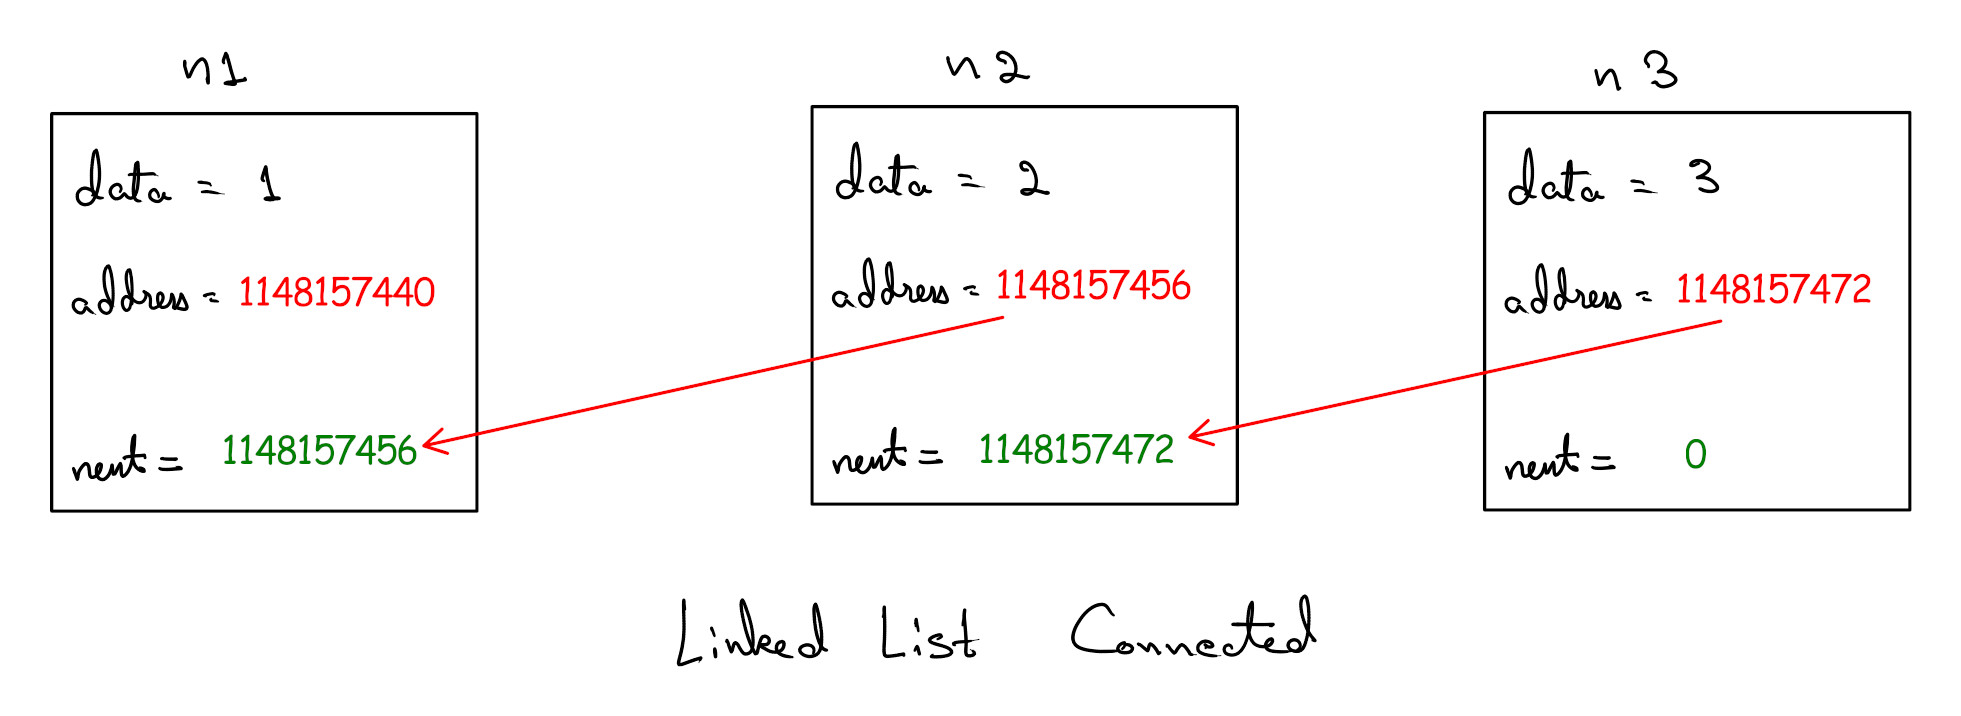 n1
data = 1
address = 1148157440
next = 1148157456
n2
data = 2
address = 1148157456
next = 1148157472
n3
data = 3
address = 1148157472
next = 0
Linked List Connected